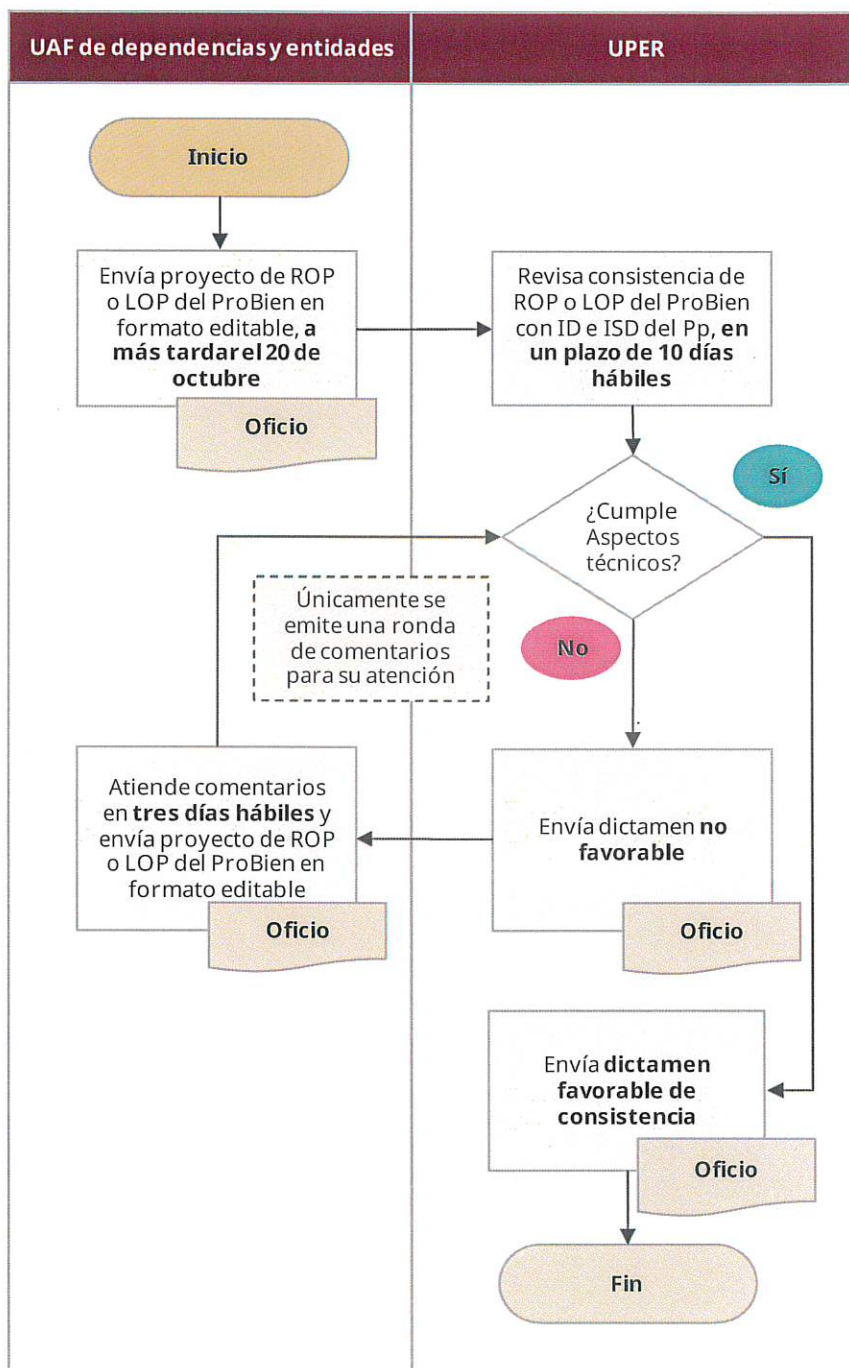 UAF de dependencias y entidades
UPER
Inicio
Envía proyecto de ROP
o LOP del ProBien en
formato editable, a
más tardar el 20 de
octubre
Oficio
Revisa consistencia de
ROP o LOP del ProBien
con ID e ISD del Pp, en
un plazo de 10 días
hábiles
Sí
¿Cumple
Aspectos
técnicos?
Únicamente se
emite una ronda
de comentarios
para su atención
No
Atiende comentarios
en tres días hábiles y
envía proyecto de ROP
o LOP del ProBien en
formato editable
Oficio
Envía dictamen no
favorable
Oficio
Envía dictamen
favorable de
consistencia
Oficio
Fin